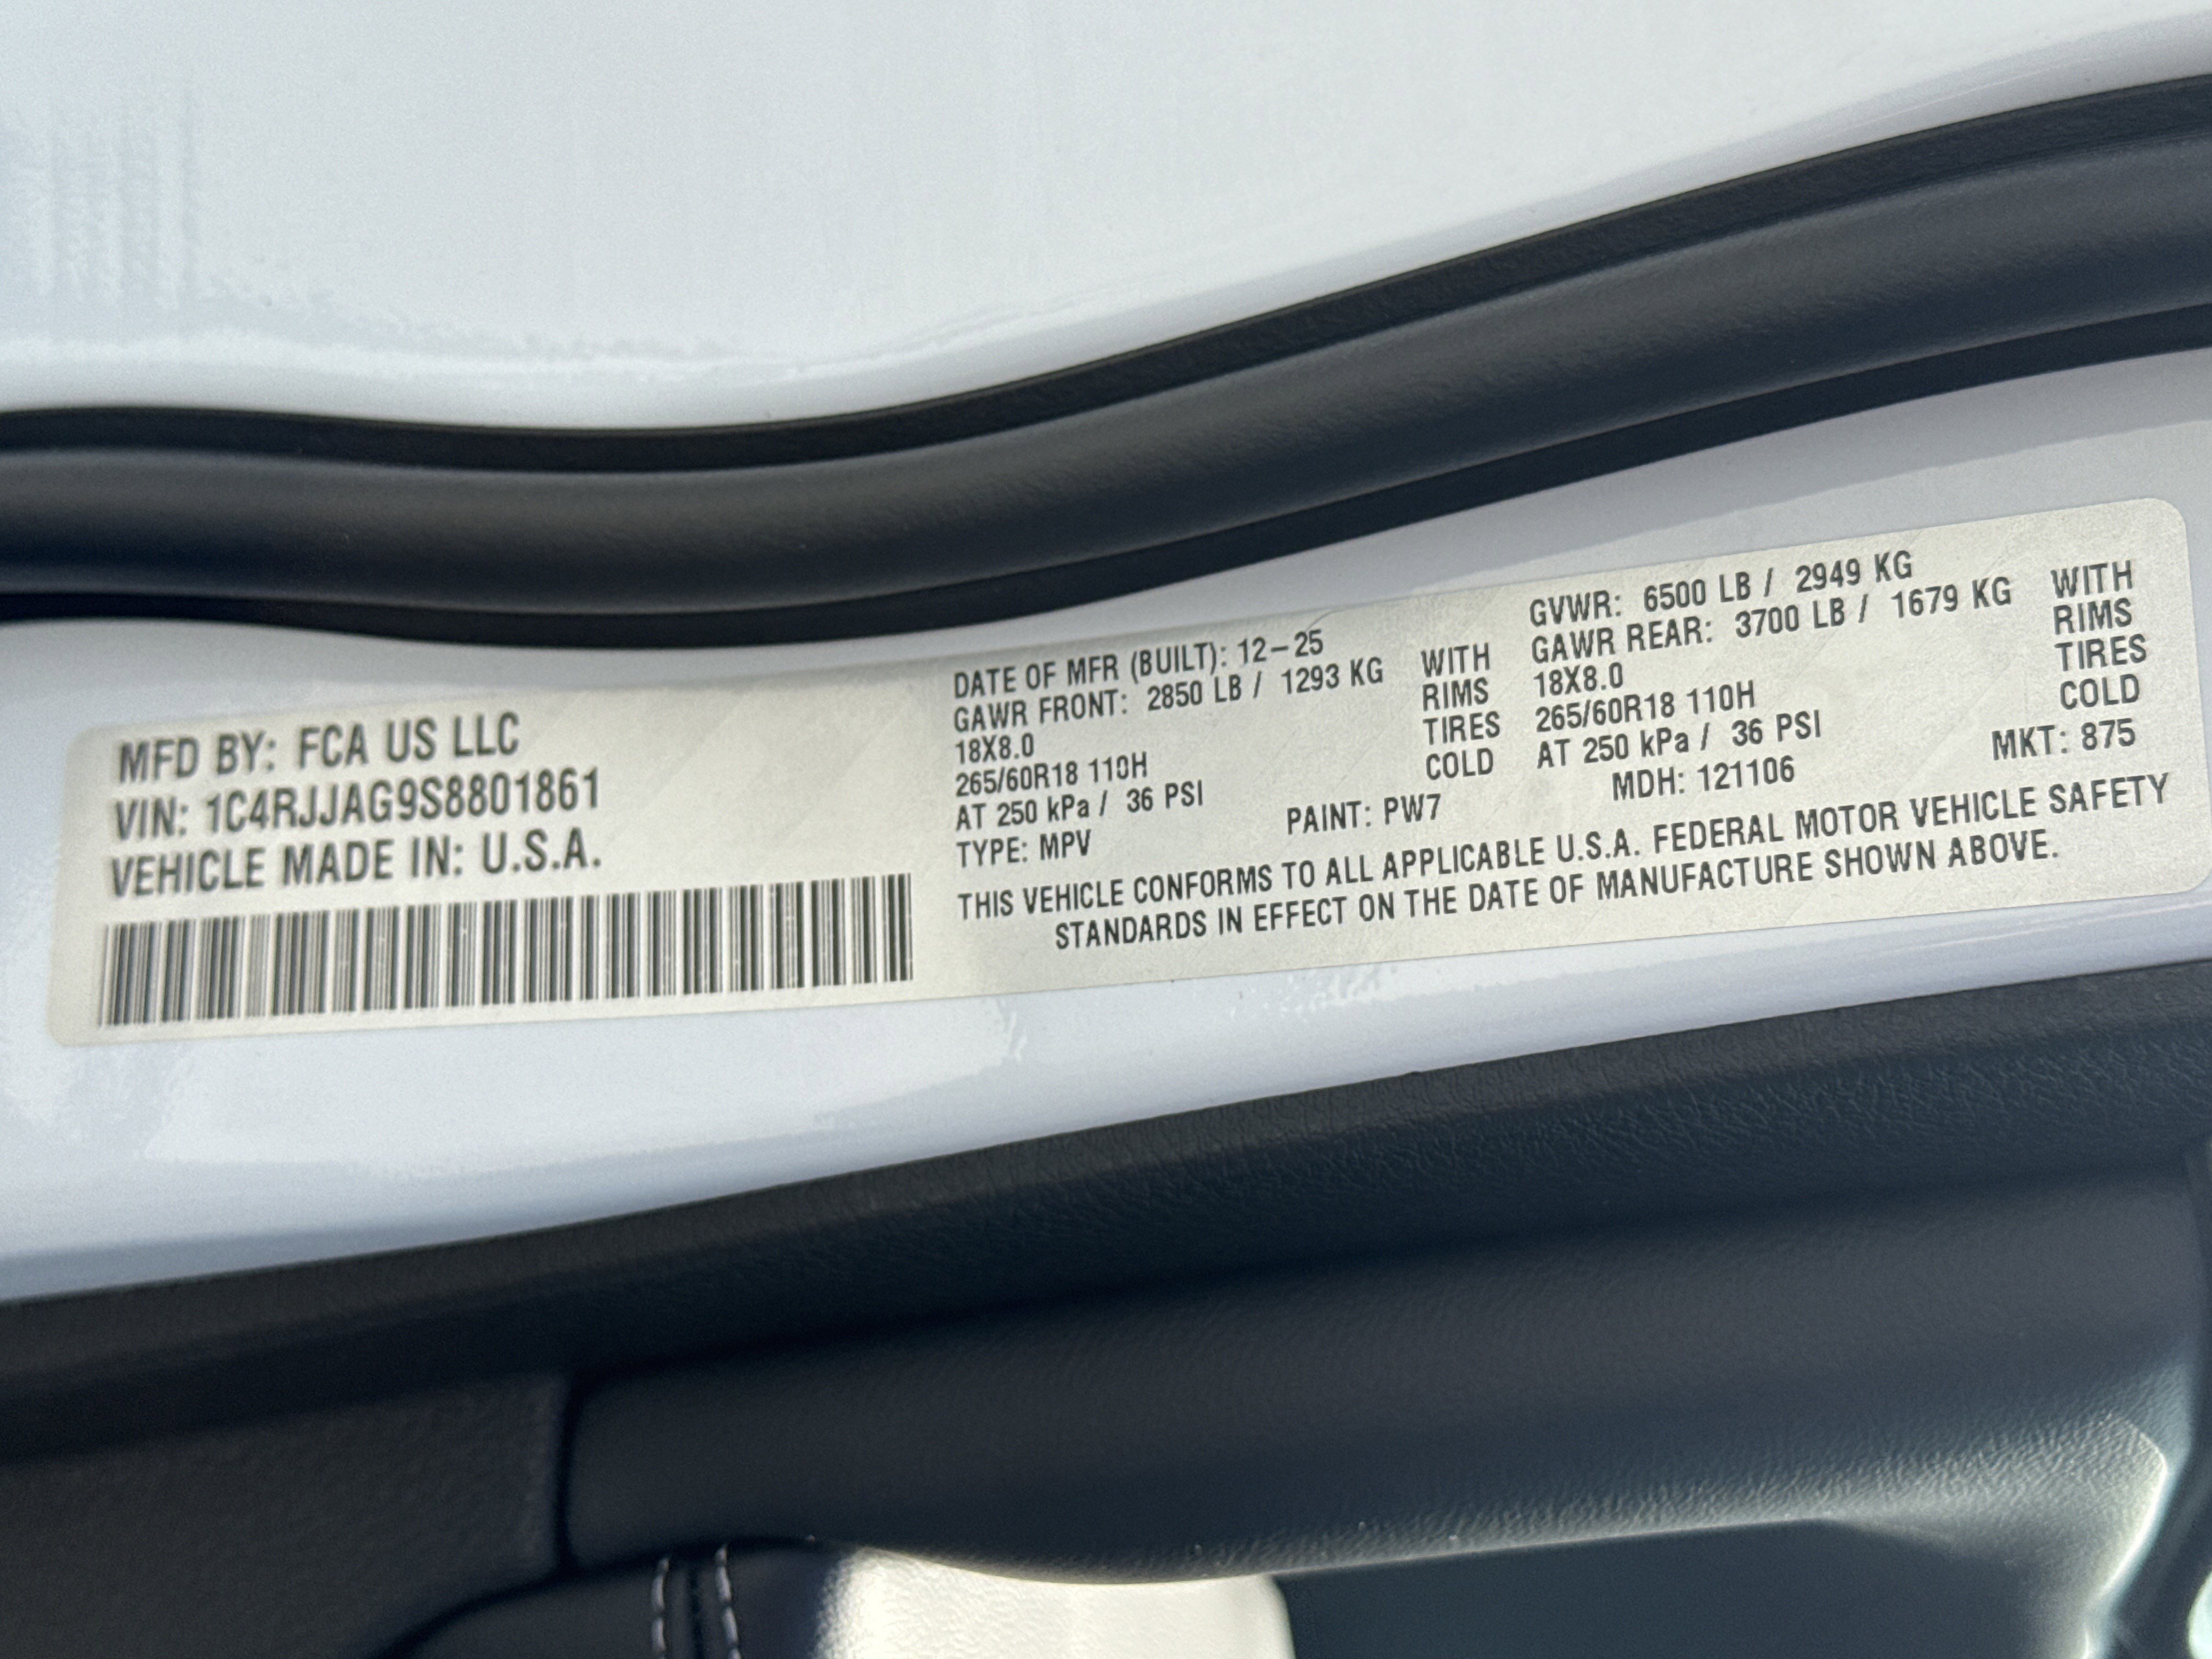 MFD BY: FCA US LLC
VIN: 1C4RJJAG9S8801861
VEHICLE MADE IN: U.S.A.
DATE OF MFR (BUILT): 12-25
GAWR FRONT: 2850 LB / 1293 KG WITH
18X8.0 RIMS
265/60R18 110H TIRES
AT 250 kPa / 36 PSI COLD
TYPE: MPV PAINT: PW7
GVWR: 6500 LB / 2949 KG
GAWR REAR: 3700 LB / 1679 KG WITH
18X8.0 RIMS
265/60R18 110H TIRES
AT 250 kPa / 36 PSI COLD
MDH: 121106 MKT: 875
THIS VEHICLE CONFORMS TO ALL APPLICABLE U.S.A. FEDERAL MOTOR VEHICLE SAFETY
STANDARDS IN EFFECT ON THE DATE OF MANUFACTURE SHOWN ABOVE.